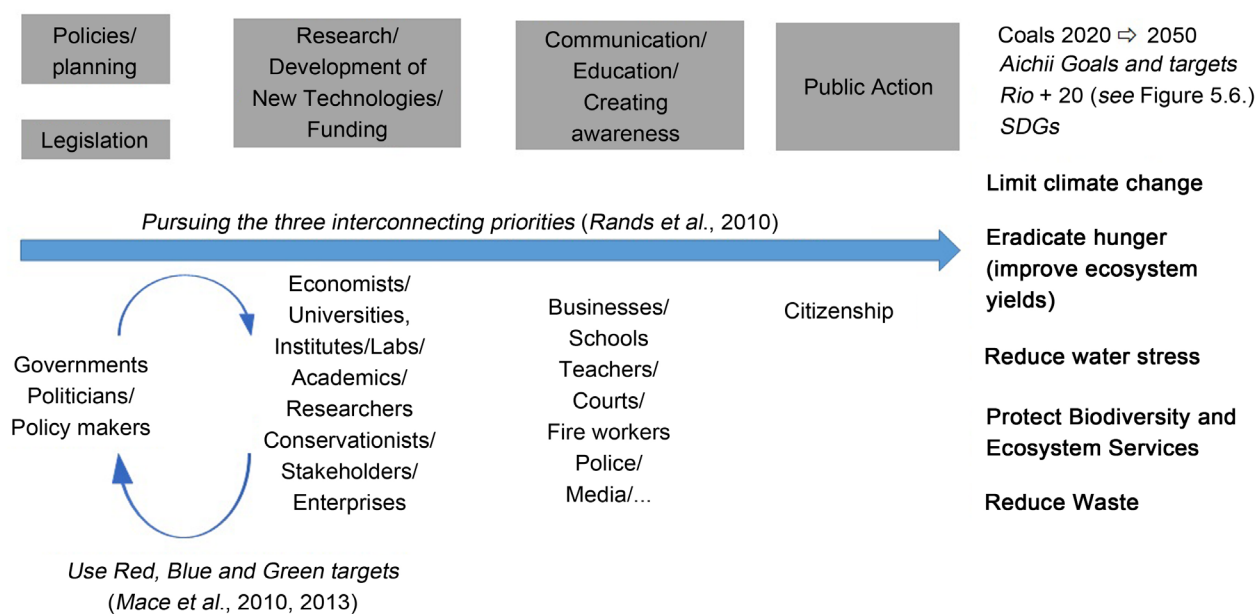 Policies/
planning
Legislation
Research/
Development of
New Technologies/
Funding
Communication/
Education/
Creating
awareness
Public Action
Coals 2020 ⇨ 2050
Aichii Goals and targets
Rio + 20 (see Figure 5.6.)
SDGs
Limit climate change
Eradicate hunger
(improve ecosystem
yields)
Reduce water stress
Protect Biodiversity and
Ecosystem Services
Reduce Waste
Pursuing the three interconnecting priorities (Rands et al., 2010)
Governments
Politicians/
Policy makers
Economists/
Universities,
Institutes/Labs/
Academics/
Researchers
Conservationists/
Stakeholders/
Enterprises
Businesses/
Schools
Teachers/
Courts/
Fire workers
Police/
Media/...
Citizenship
Use Red, Blue and Green targets
(Mace et al., 2010, 2013)